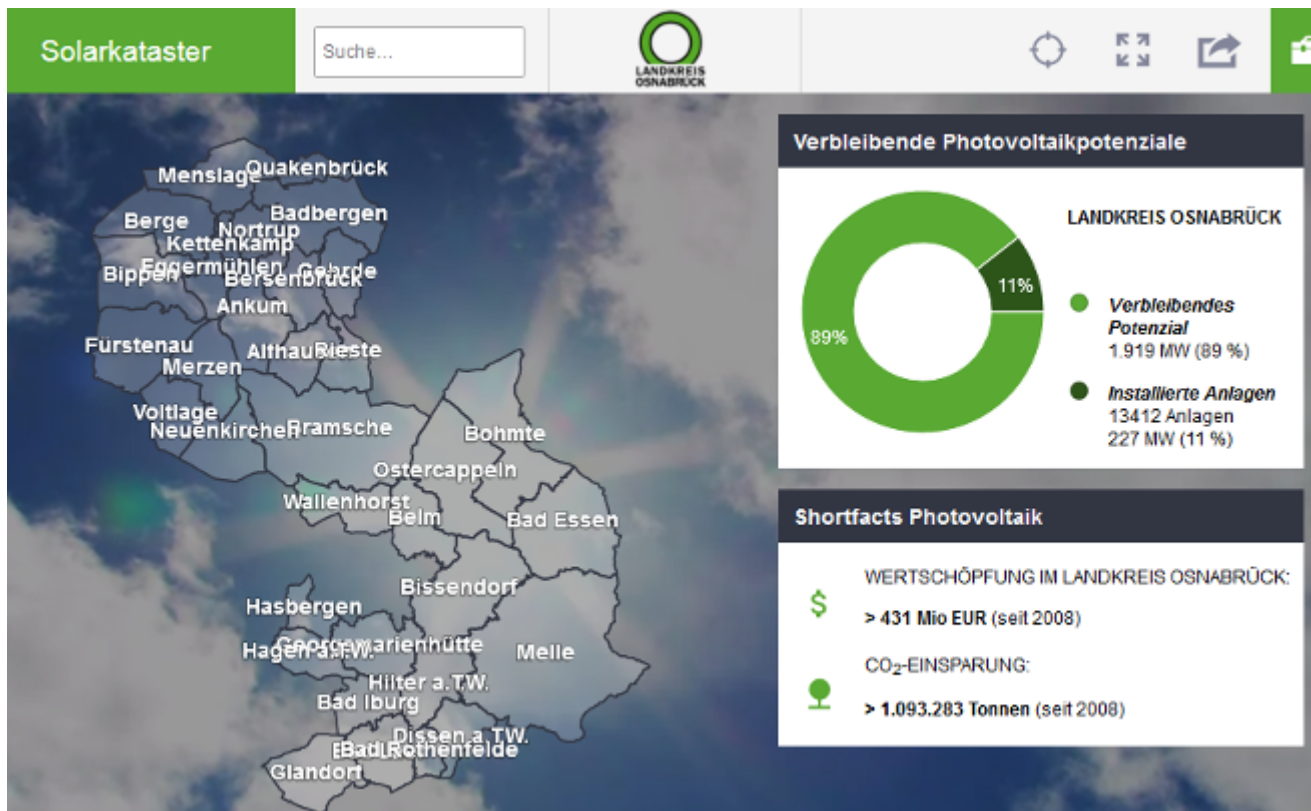 Solarkataster
Suche...
LANDKREIS
OSNABRÜCK
Menslage
Quakenbrück
Berge
Badbergen
Nortrup
Kettenkamp
Bippen
Eggermühlen
Gehrde
Bersenbrück
Ankum
Fürstenau
Rieste
Merzen
Voltlage
Neuenkirchen
Bramsche
Bohmte
Ostercappeln
Wallenhorst
Belm
Bad Essen
Bissendorf
Hasbergen
Georgsmarienhütte
Hagen a.T.W.
Melle
Hilter a.T.W.
Bad Iburg
Dissen a.TW.
Bad Rothenfelde
Glandorf
Verbleibende Photovoltaikpotenziale
LANDKREIS OSNABRÜCK
11%
89%
Verbleibendes
Potenzial
1.919 MW (89 %)
Installierte Anlagen
13412 Anlagen
227 MW (11 %)
Shortfacts Photovoltaik
WERTSCHÖPFUNG IM LANDKREIS OSNABRÜCK:
$
> 431 Mio EUR (seit 2008)
CO₂-EINSPARUNG:
> 1.093.283 Tonnen (seit 2008)